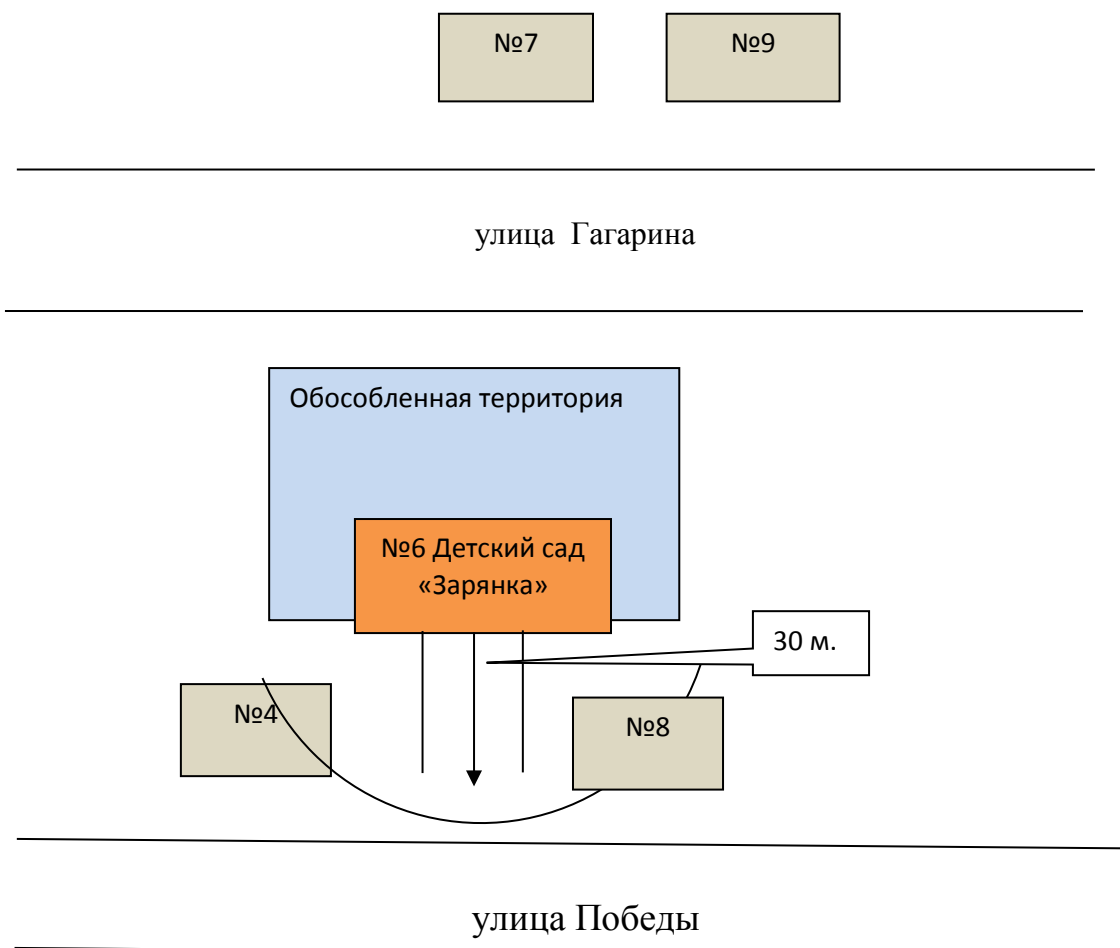 №7
№9
улица Гагарина
Обособленная территория
№6 Детский сад
«Зарянка»
30 м.
№4
№8
улица Победы